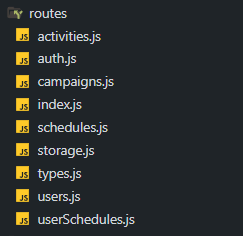 routes
JS activities.js
JS auth.js
JS campaigns.js
JS index.js
JS schedules.js
JS storage.js
JS types.js
JS users.js
JS userSchedules.js